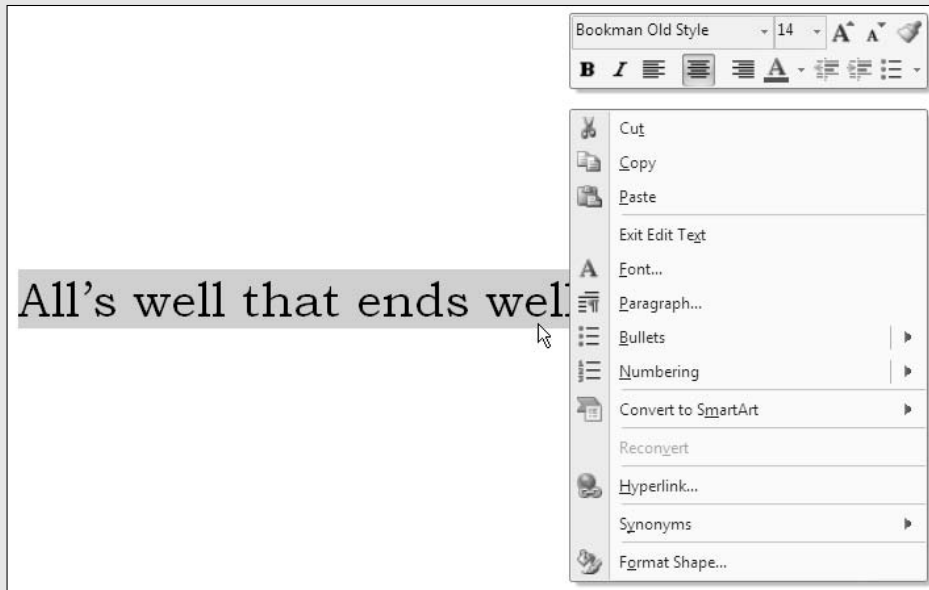 Bookman Old Style 14 A A
B I A
Cut
Copy
Paste
Exit Edit Text
A Font...
All's well that ends well
Paragraph...
Bullets
Numbering
Convert to SmartArt
Reconvert
Hyperlink...
Synonyms
Format Shape...